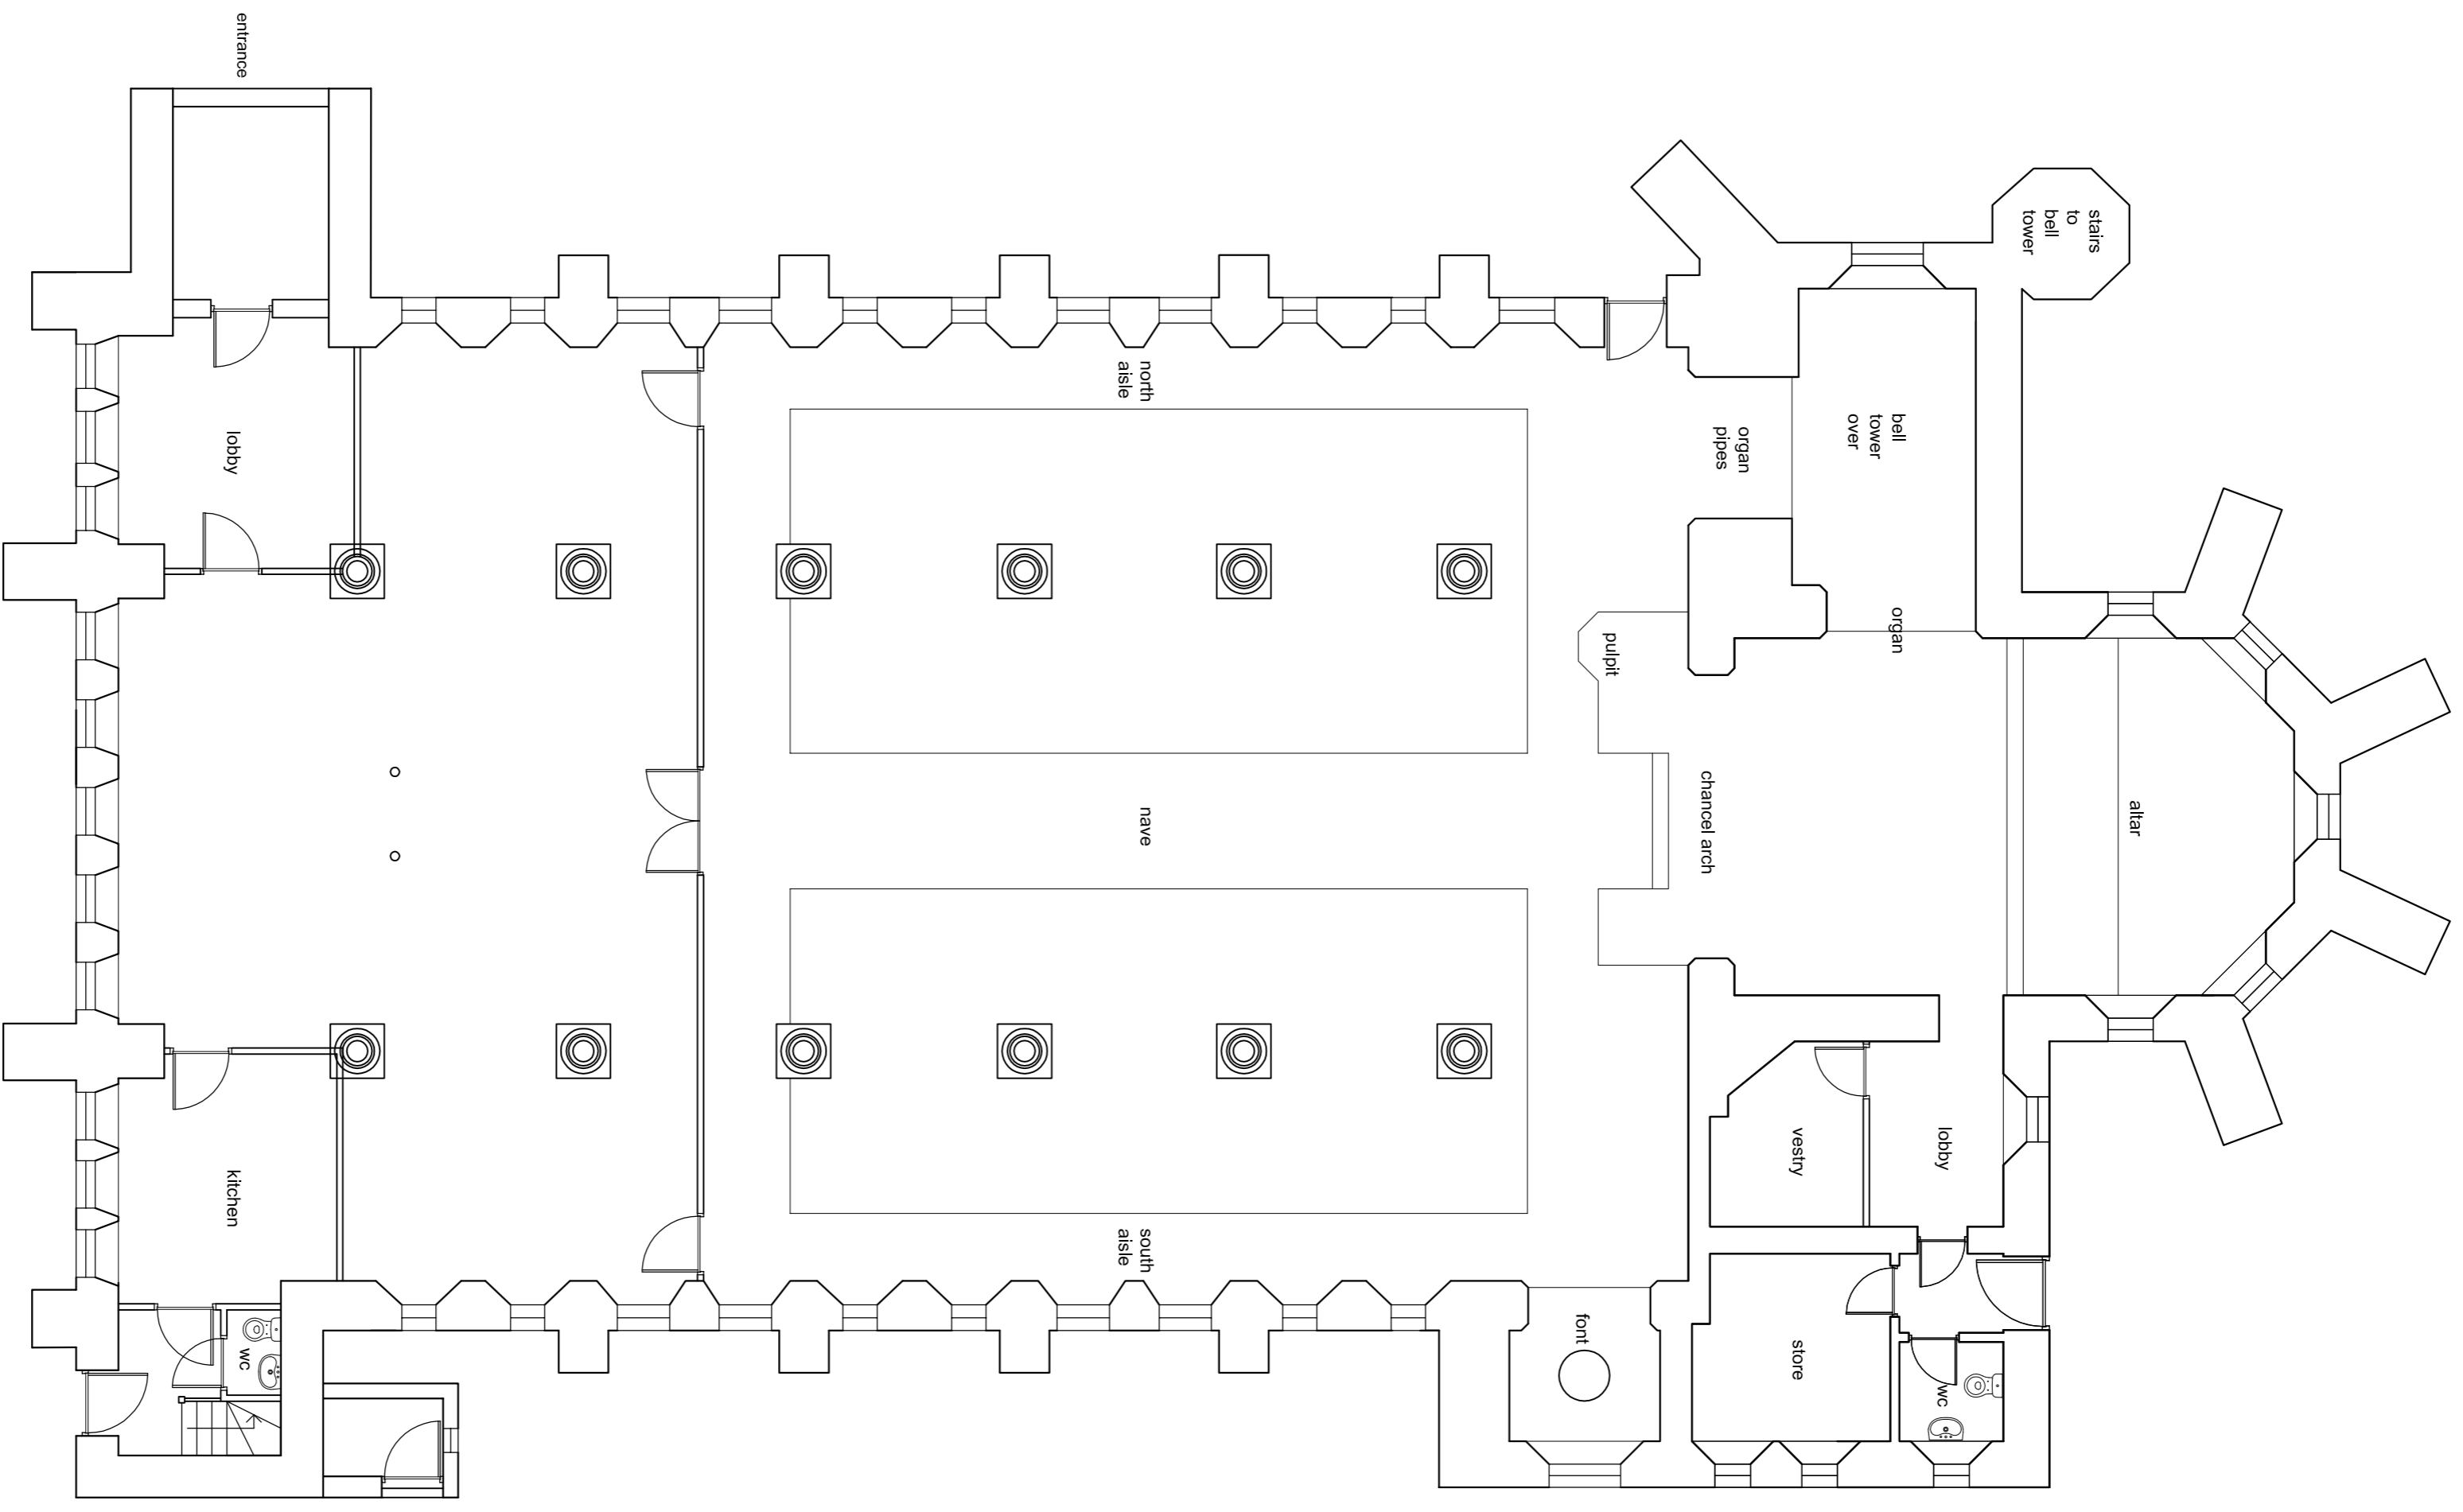 entrance
stairs
to
bell
tower
north
aisle
bell
tower
over
organ
pipes
lobby
organ
pulpit
chancel arch
altar
nave
lobby
vestry
kitchen
south
aisle
font
store
wc
wc